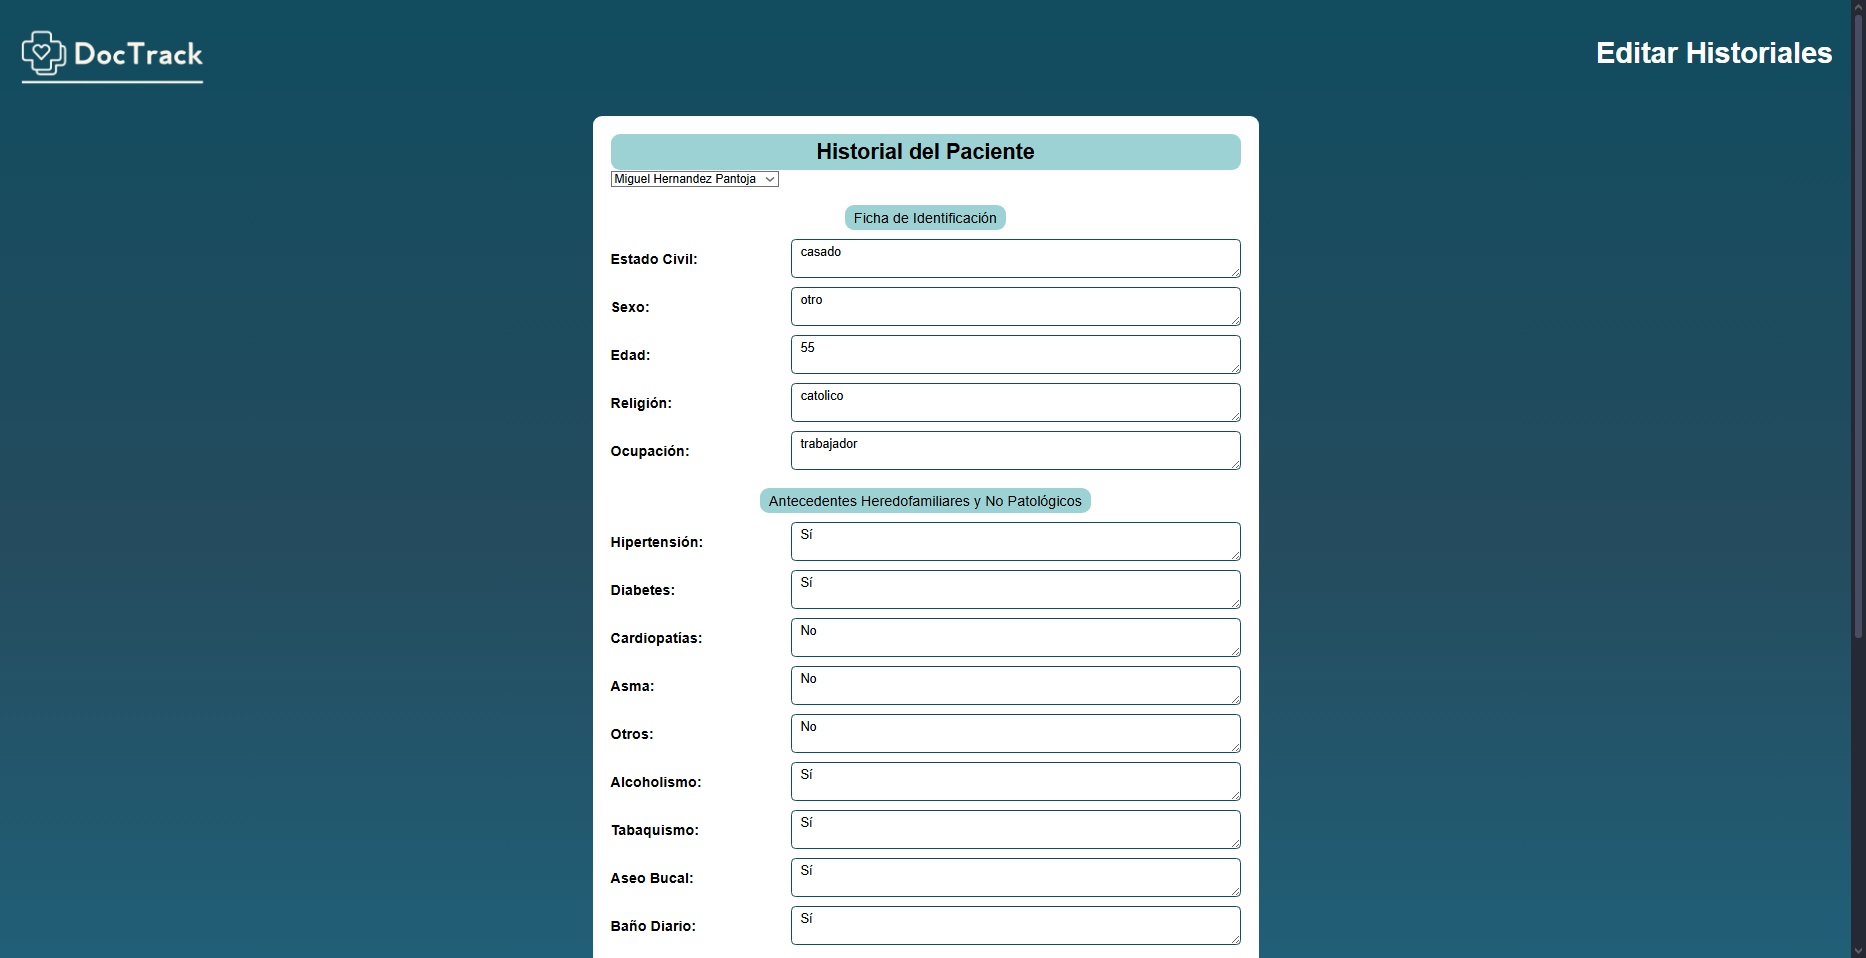 DocTrack
Editar Historiales
Historial del Paciente
Miguel Hernandez Pantoja
Ficha de Identificación
Estado Civil: casado
Sexo: otro
Edad: 55
Religión: catolico
Ocupación: trabajador
Antecedentes Heredofamiliares y No Patológicos
Hipertensión: Sí
Diabetes: Sí
Cardiopatías: No
Asma: No
Otros: No
Alcoholismo: Sí
Tabaquismo: Sí
Aseo Bucal: Sí
Baño Diario: Sí